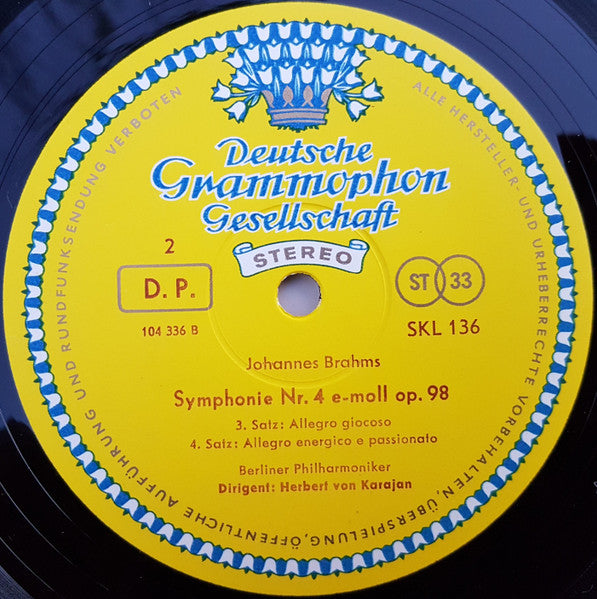 Deutsche
Grammophon
Gesellschaft
STEREO
2
D. P.
104 336 B
ST 33
SKL 136
Johannes Brahms
Symphonie Nr. 4 e-moll op. 98
3. Satz: Allegro giocoso
4. Satz: Allegro energico e passionato
Berliner Philharmoniker
Dirigent: Herbert von Karajan
ALLE HERSTELLER- UND URHEBERRECHTE VORBEHALTEN, ÜBERSPIELUNG, ÖFFENTLICHE AUFFÜHRUNG UND RUNDFUNKSENDUNG VERBOTEN